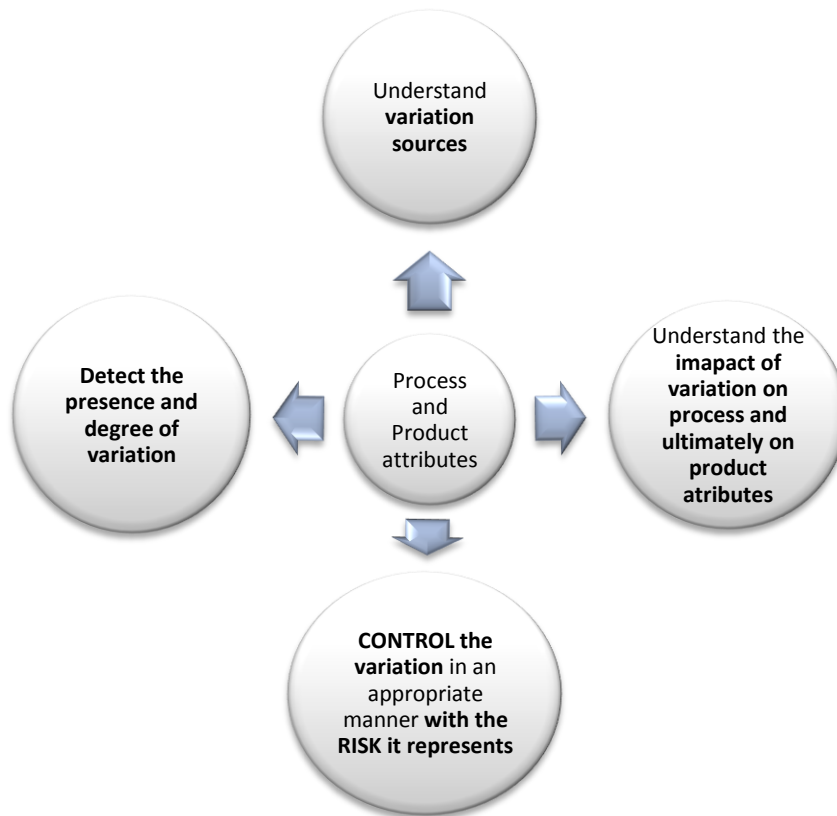 Understand
variation
sources
Detect the
presence and
degree of
variation
Process
and
Product
attributes
Understand the
imapact of
variation on
process and
ultimately on
product
atributes
CONTROL the
variation in an
appropriate
manner with the
RISK it represents